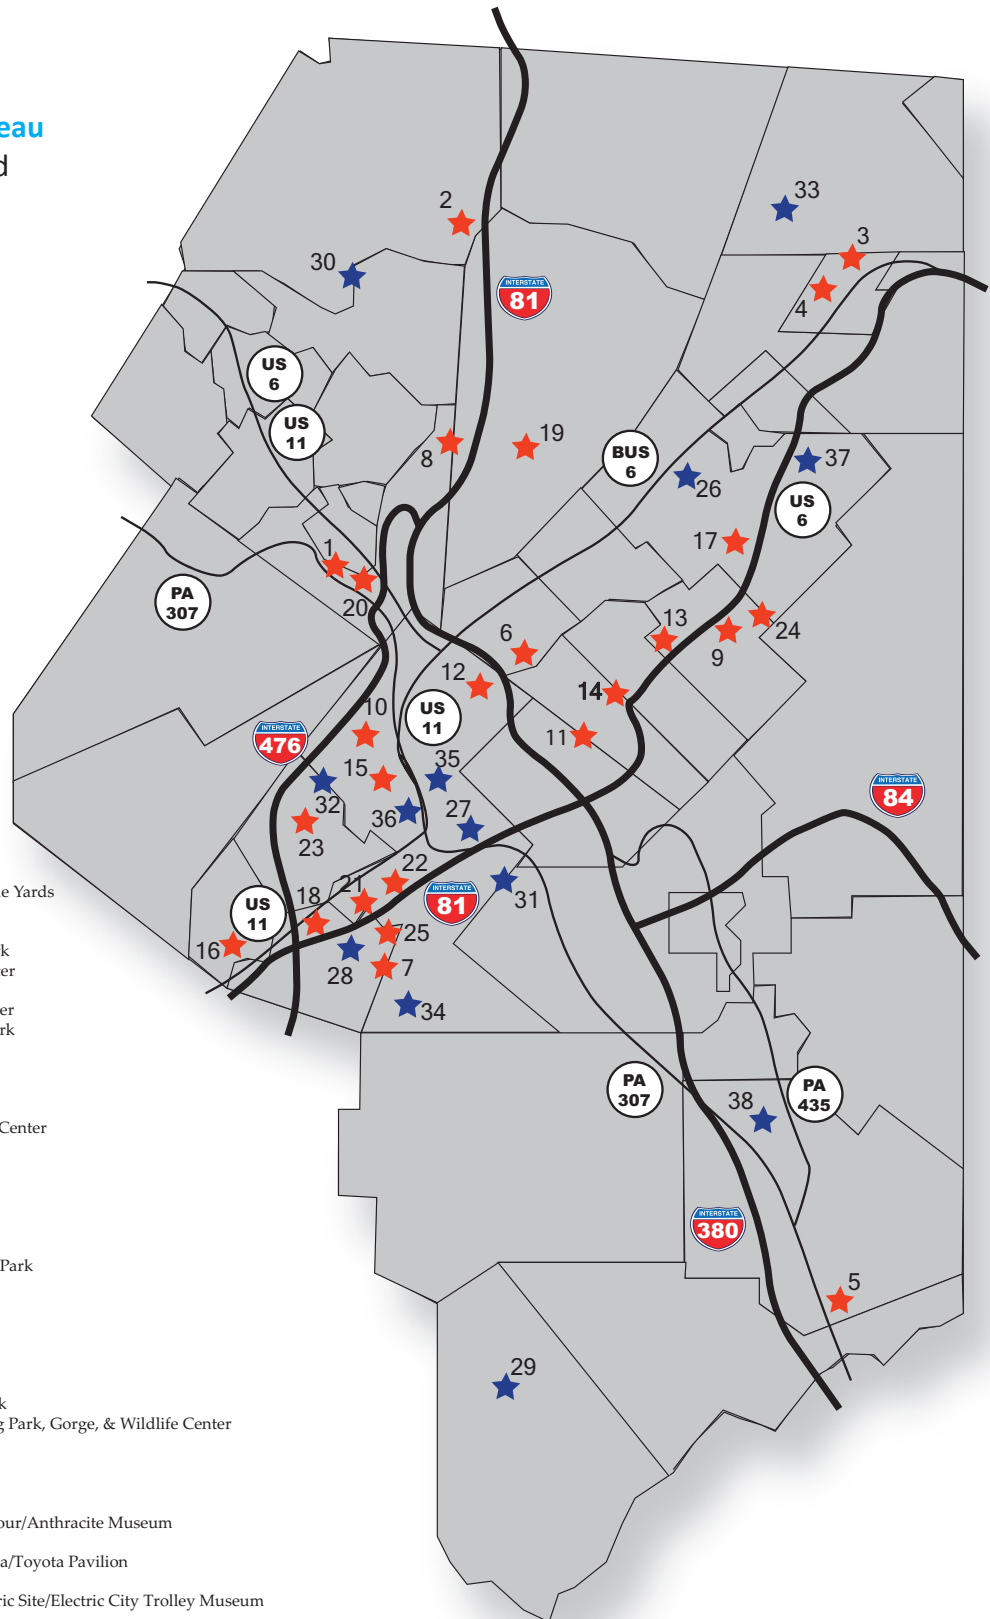 eau
d
33
2
3
30
INTERSTATE
81
4
US
6
US
11
19
8
BUS
6
37
26
US
6
1
17
PA
307
20
13
24
6
9
12
14
10
US
11
11
INTERSTATE
476
15
35
INTERSTATE
84
32
36
27
23
22
21
e Yards
INTERSTATE
81
31
US
11
18
25
16
k
28
7
ter
34
er
rk
PA
307
PA
435
38
Center
INTERSTATE
380
Park
5
29
k
g Park, Gorge, & Wildlife Center
our/Anthracite Museum
a/Toyota Pavilion
ric Site/Electric City Trolley Museum